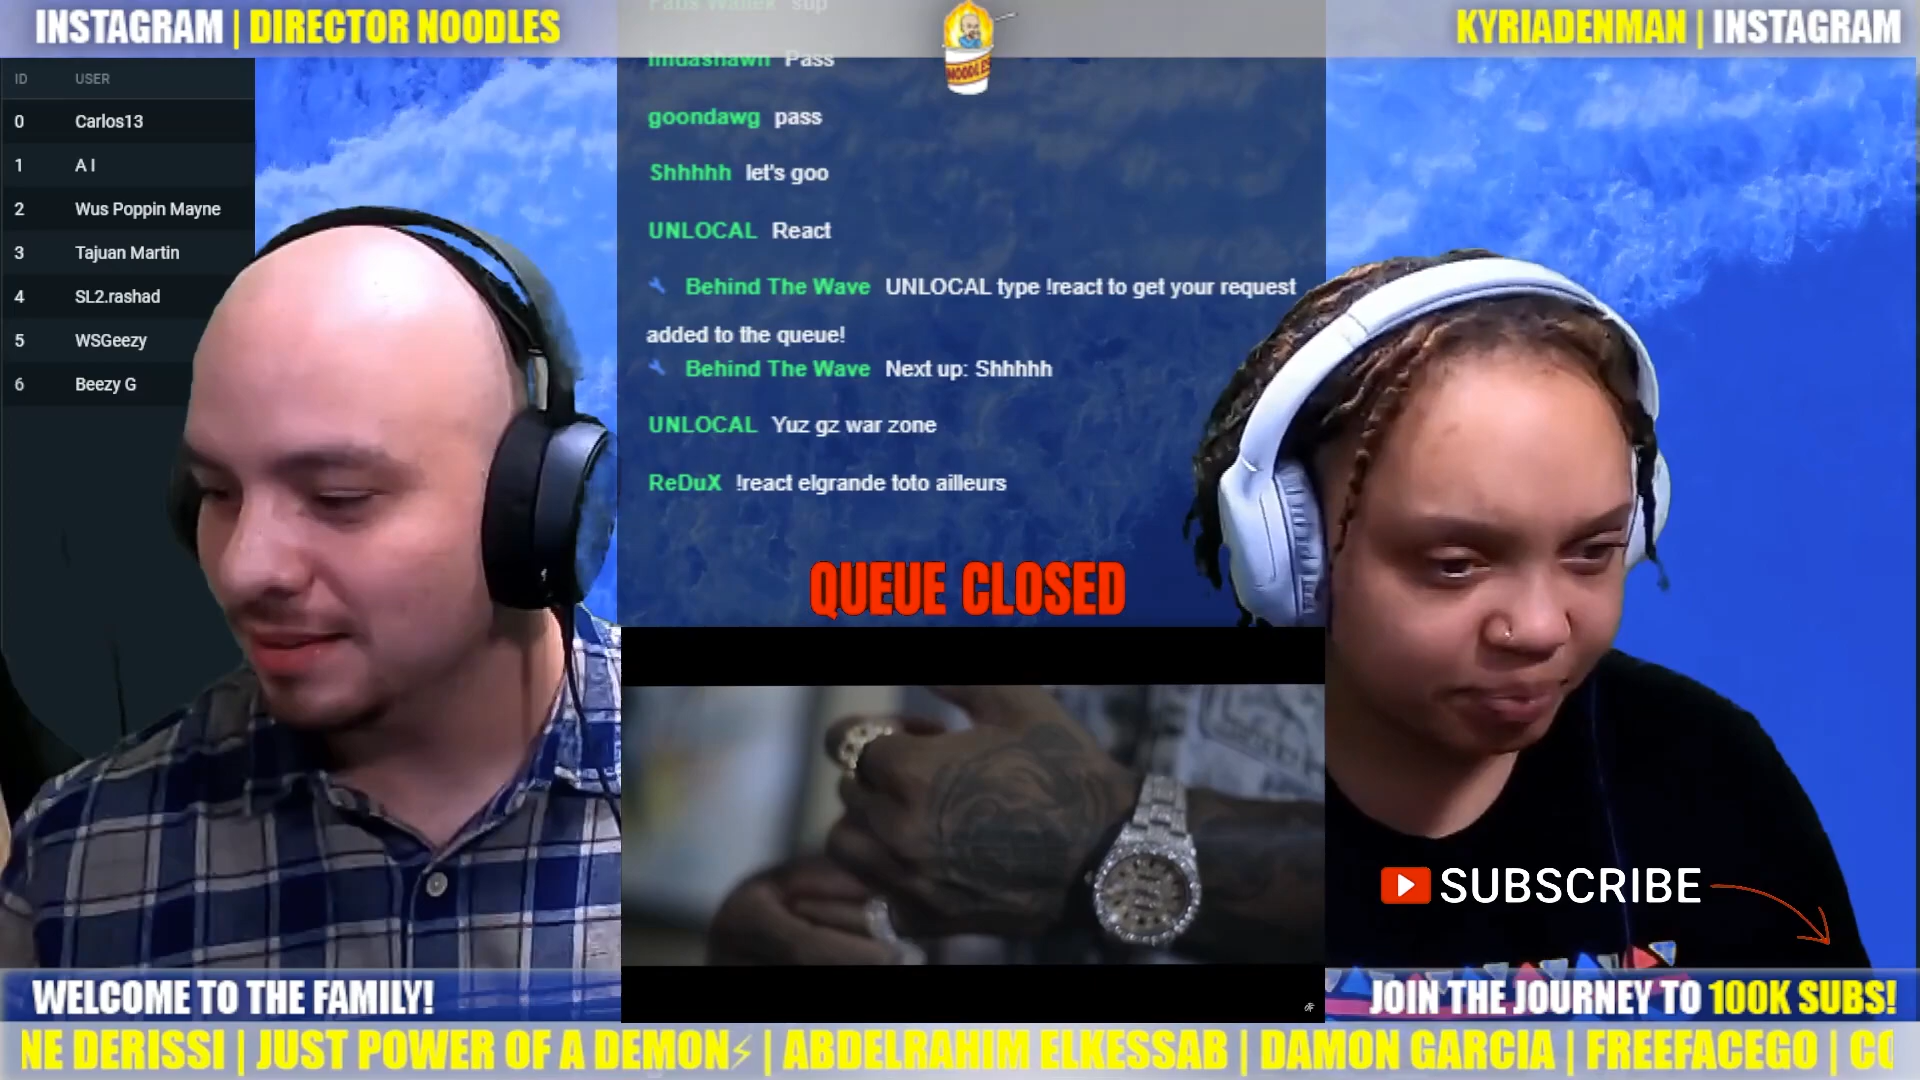 INSTAGRAM | DIRECTOR NOODLES
KYRIADENMAN | INSTAGRAM
ID USER
0 Carlos13
1 A I
2 Wus Poppin Mayne
3 Tajuan Martin
4 SL2.rashad
5 WSGeezy
6 Beezy G
sup
imdashawn Pass
NOODLES
goondawg pass
Shhhhh let's goo
UNLOCAL React
Behind The Wave UNLOCAL type !react to get your request
added to the queue!
Behind The Wave Next up: Shhhhh
UNLOCAL Yuz gz war zone
ReDuX !react elgrande toto ailleurs
QUEUE CLOSED
SUBSCRIBE
WELCOME TO THE FAMILY!
JOIN THE JOURNEY TO 100K SUBS!
NE DERISSI | JUST POWER OF A DEMON⚡ | ABDELRAHIM ELKESSAB | DAMON GARCIA | FREEFACEGO |